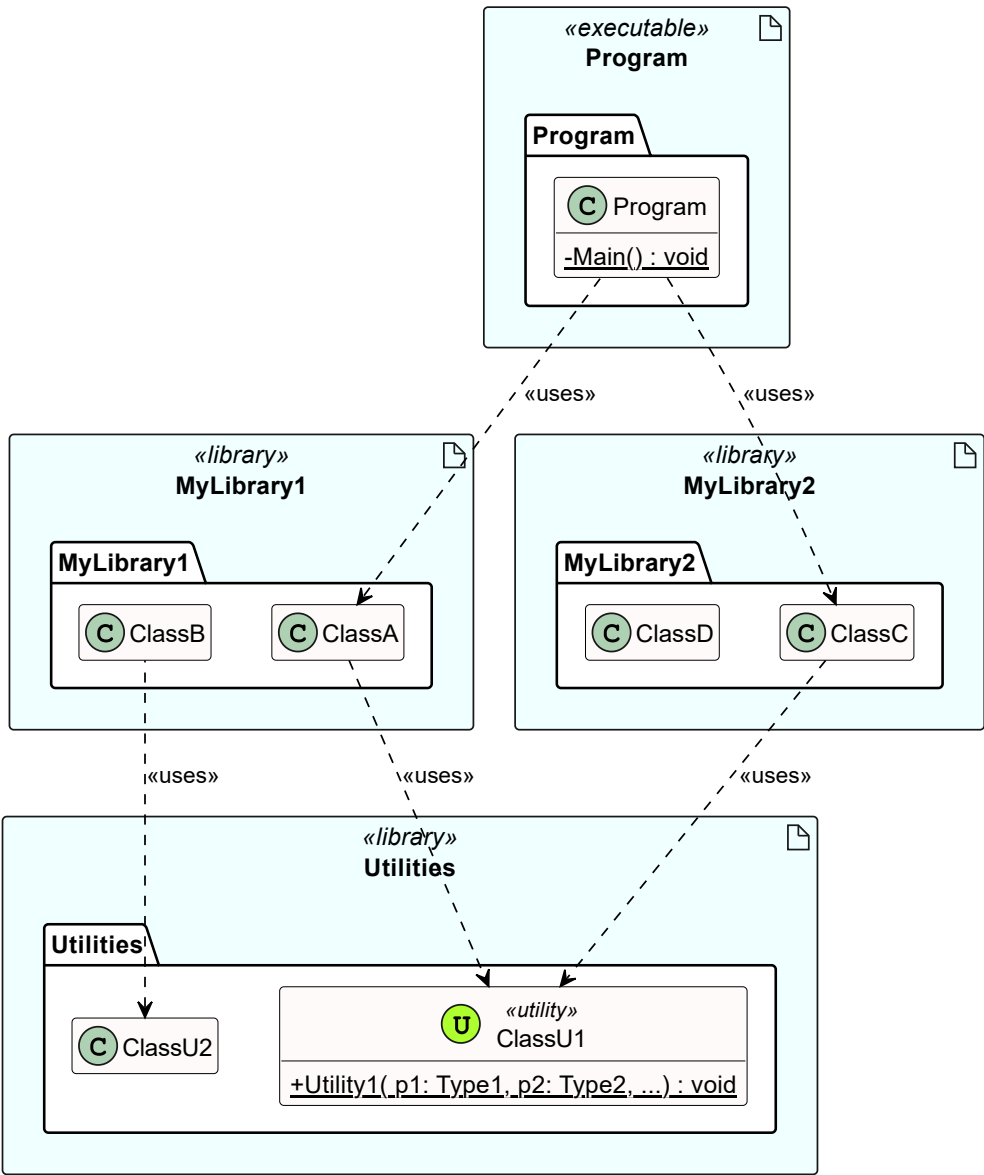 «executable»
Program
Program
C Program
-Main() : void
«uses»
«uses»
«library»
MyLibrary1
MyLibrary1
C ClassB
C ClassA
«library»
MyLibrary2
MyLibrary2
C ClassD
C ClassC
«uses»
«uses»
«uses»
«library»
Utilities
Utilities
C ClassU2
U
«utility»
ClassU1
+Utility1( p1: Type1, p2: Type2, ...) : void